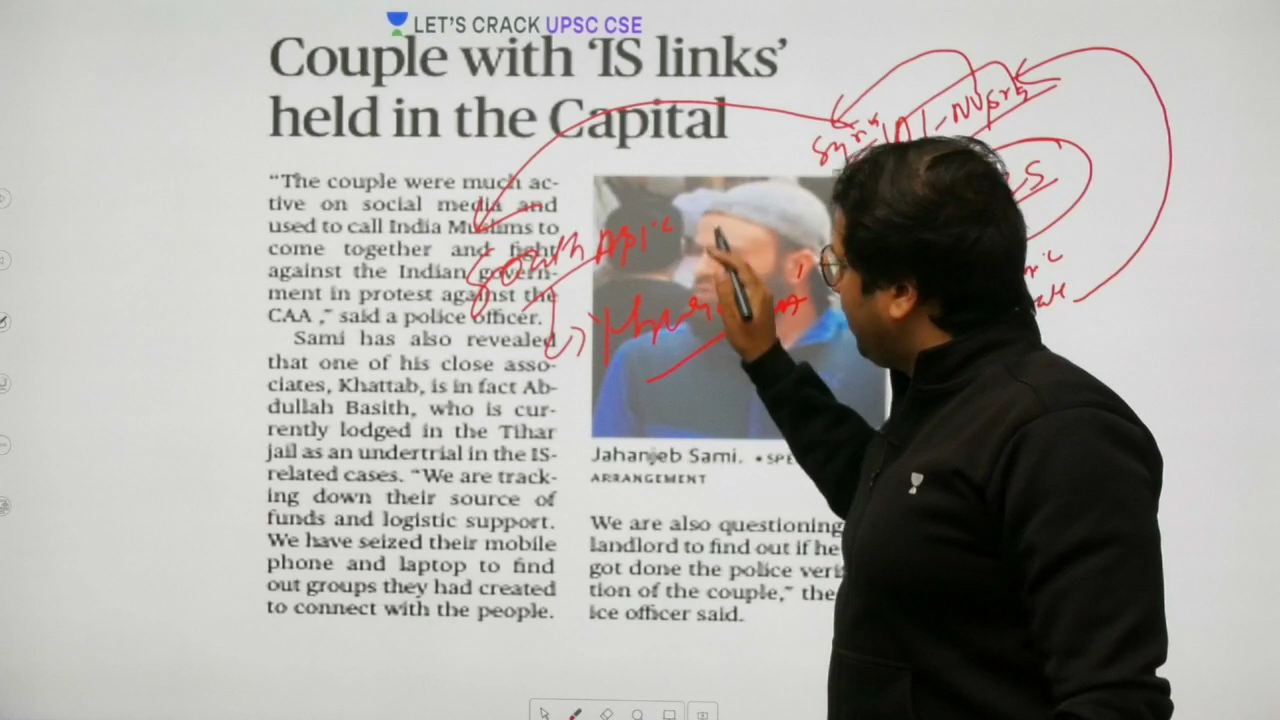 LET'S CRACK UPSC CSE
Couple with 'IS links'
held in the Capital
"The couple were much ac-
tive on social media and
used to call India Muslims to
come together and fight
against the Indian govern-
ment in protest against the
CAA ," said a police officer.
Sami has also revealed
that one of his close asso-
ciates, Khattab, is in fact Ab-
dullah Basith, who is cur-
rently lodged in the Tihar
jail as an undertrial in the IS-
related cases. "We are track-
ing down their source of
funds and logistic support.
We have seized their mobile
phone and laptop to find
out groups they had created
to connect with the people.
Jahanjeb Sami. • SPE
ARRANGEMENT
We are also questioning
landlord to find out if he
got done the police veri
tion of the couple," the
ice officer said.
South